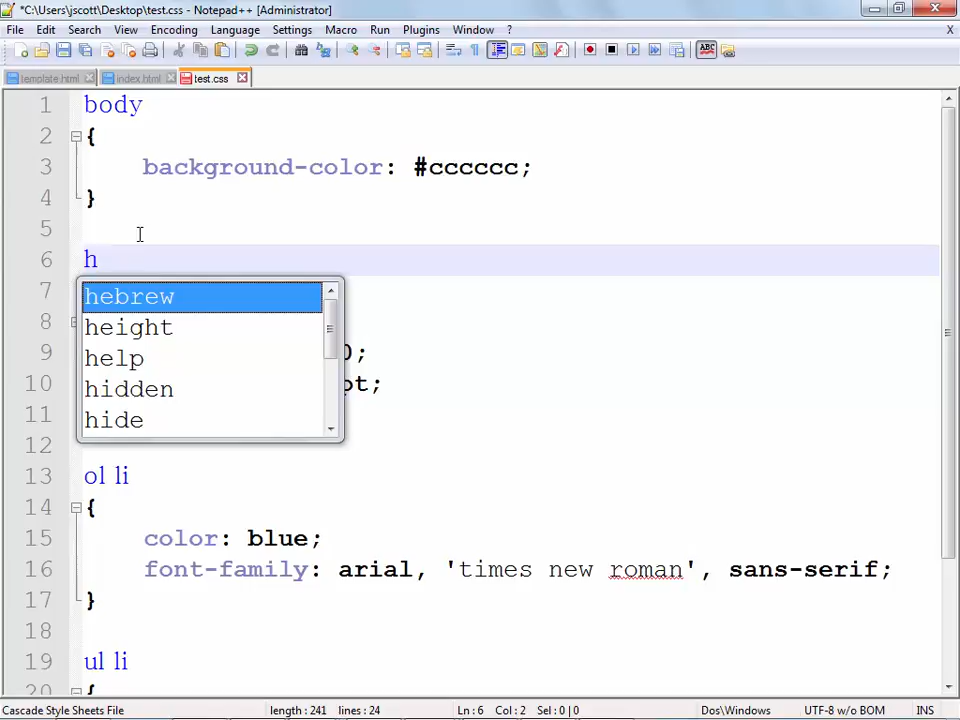 *C:\Users\jscott\Desktop\test.css - Notepad++ [Administrator]
File Edit Search View Encoding Language Settings Macro Run Plugins Window ? X
template.html index.html test.css
1 body
2 {
3 background-color: #cccccc;
4 }
5
6 h
7 hebrew
height
8
help
9 0;
10 pt;
hidden
11 hide
12
13 ol li
14 {
15 color: blue;
16 font-family: arial, 'times new roman', sans-serif;
17 }
18
19 ul li
20 {
Cascade Style Sheets File length : 241 lines : 24 Ln : 6 Col : 2 Sel : 0 | 0 Dos\Windows UTF-8 w/o BOM INS